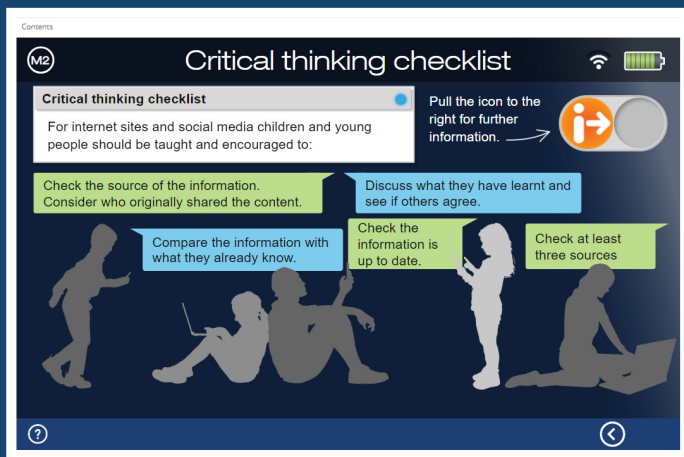 Contents
M2
Critical thinking checklist
Critical thinking checklist
For internet sites and social media children and young
people should be taught and encouraged to:
Pull the icon to the
right for further
information.
Check the source of the information.
Consider who originally shared the content.
Discuss what they have learnt and
see if others agree.
Compare the information with
what they already know.
Check the
information is
up to date.
Check at least
three sources
?